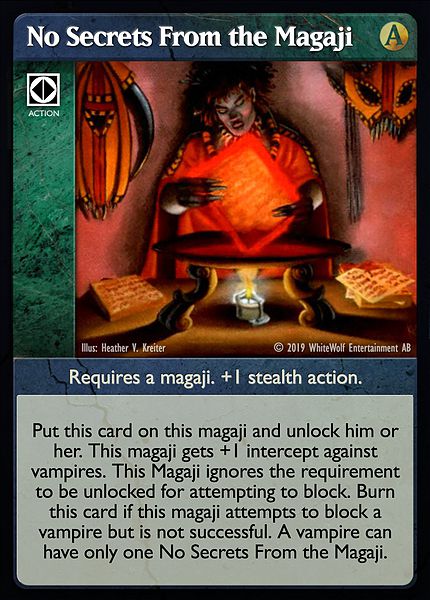 No Secrets From the Magaji
A
ACTION
Illus: Heather V. Kreiter
© 2019 WhiteWolf Entertainment AB
Requires a magaji. +1 stealth action.
Put this card on this magaji and unlock him or
her. This magaji gets +1 intercept against
vampires. This Magaji ignores the requirement
to be unlocked for attempting to block. Burn
this card if this magaji attempts to block a
vampire but is not successful. A vampire can
have only one No Secrets From the Magaji.